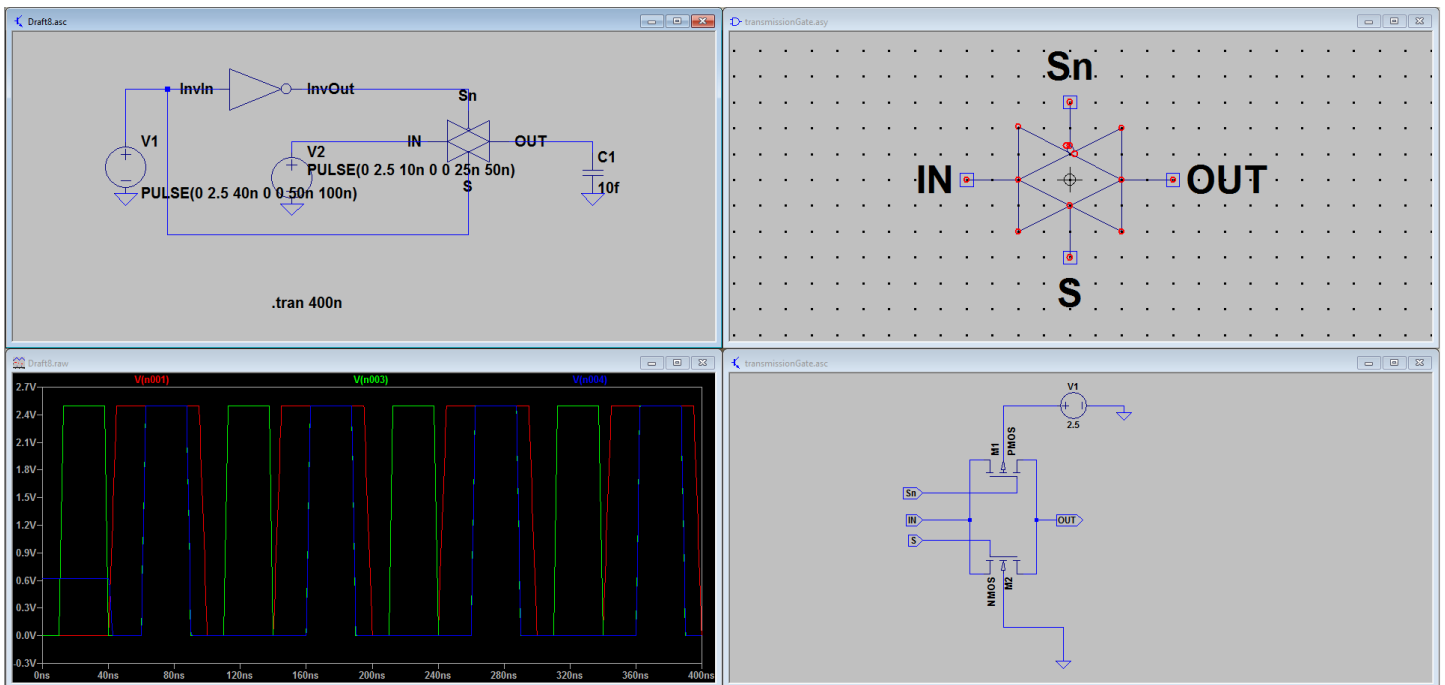 Draft8.asc
InvIn
InvOut
Sn
V1
V2
IN
OUT
C1
PULSE(0 2.5 10n 0 0 25n 50n)
S
10f
PULSE(0 2.5 40n 0 0 50n 100n)
.tran 400n
transmissionGate.asy
Sn
IN
OUT
S
Draft8.raw
V(n001)
V(n003)
V(n004)
2.7V
2.4V
2.1V
1.8V
1.5V
1.2V
0.9V
0.6V
0.3V
0.0V
-0.3V
0ns
40ns
80ns
120ns
160ns
200ns
240ns
280ns
320ns
360ns
400ns
transmissionGate.asc
V1
2.5
M1
PMOS
Sn
IN
OUT
S
NMOS
M2